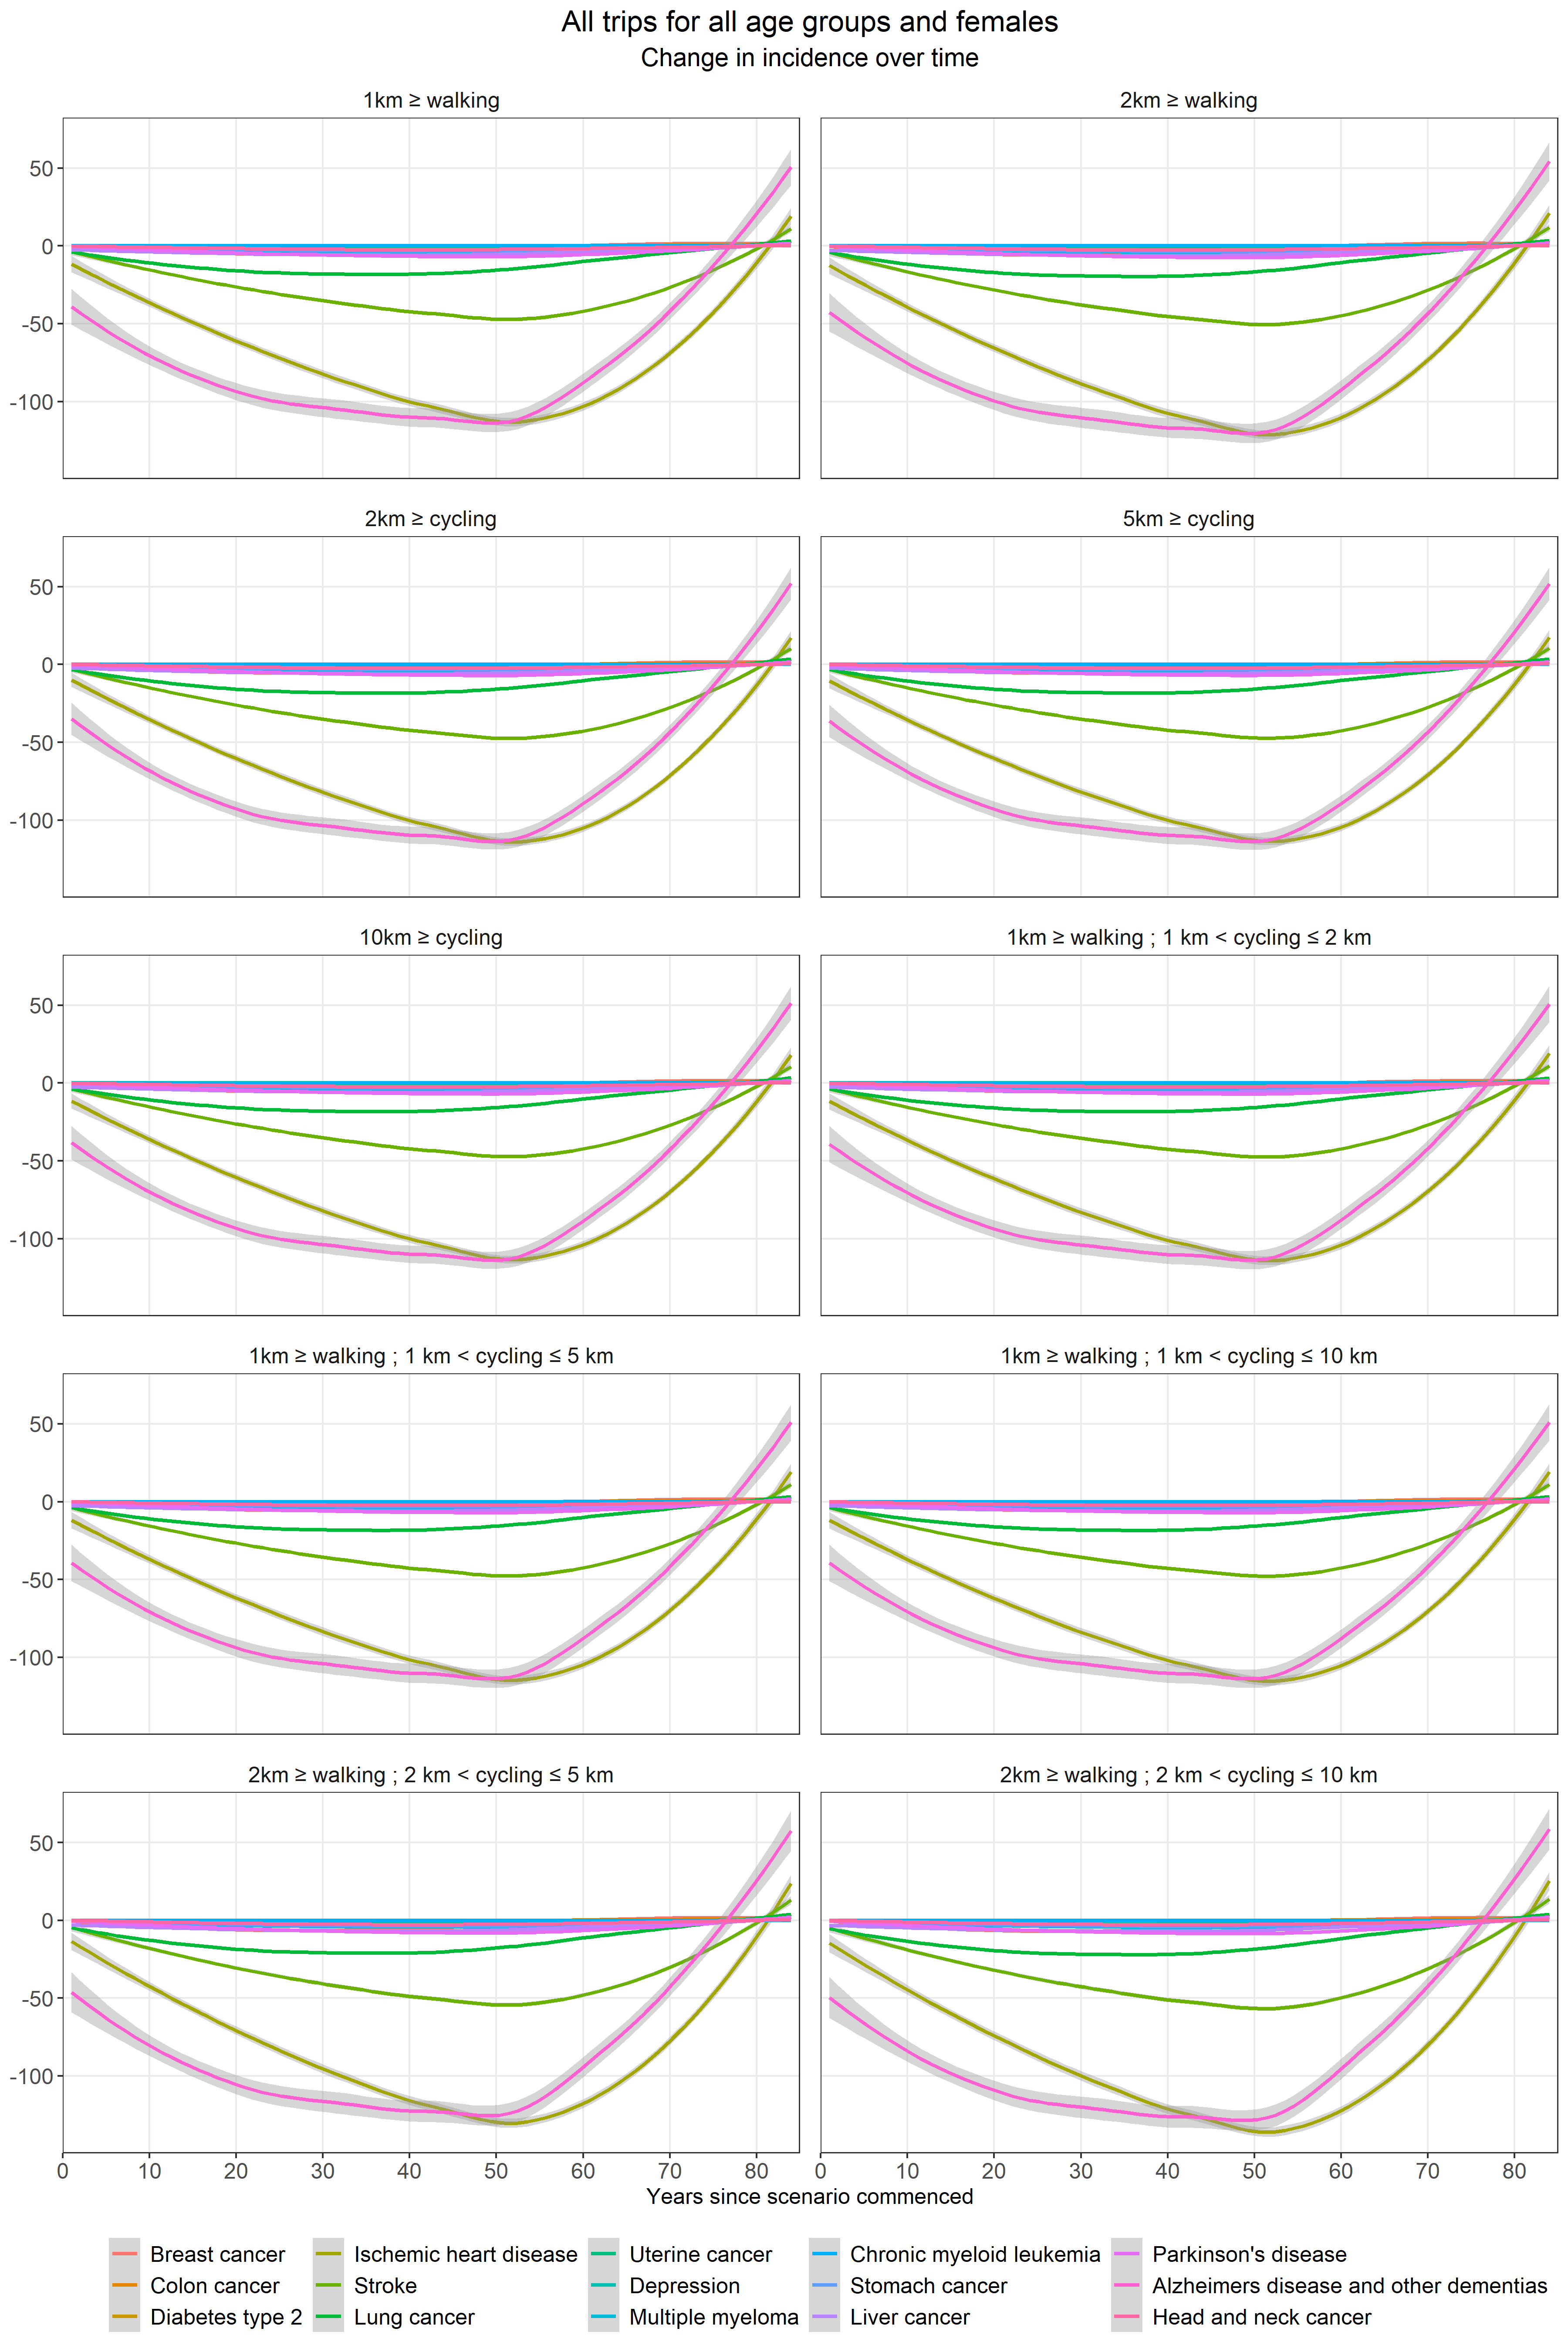 All trips for all age groups and females
Change in incidence over time
1km ≥ walking
2km ≥ walking
50
0
-50
-100
2km ≥ cycling
5km ≥ cycling
50
0
-50
-100
10km ≥ cycling
1km ≥ walking ; 1 km < cycling ≤ 2 km
50
0
-50
-100
1km ≥ walking ; 1 km < cycling ≤ 5 km
1km ≥ walking ; 1 km < cycling ≤ 10 km
50
0
-50
-100
2km ≥ walking ; 2 km < cycling ≤ 5 km
2km ≥ walking ; 2 km < cycling ≤ 10 km
50
0
-50
-100
0 10 20 30 40 50 60 70 80
0 10 20 30 40 50 60 70 80
Years since scenario commenced
Breast cancer
Colon cancer
Diabetes type 2
Ischemic heart disease
Stroke
Lung cancer
Uterine cancer
Depression
Multiple myeloma
Chronic myeloid leukemia
Stomach cancer
Liver cancer
Parkinson's disease
Alzheimers disease and other dementias
Head and neck cancer